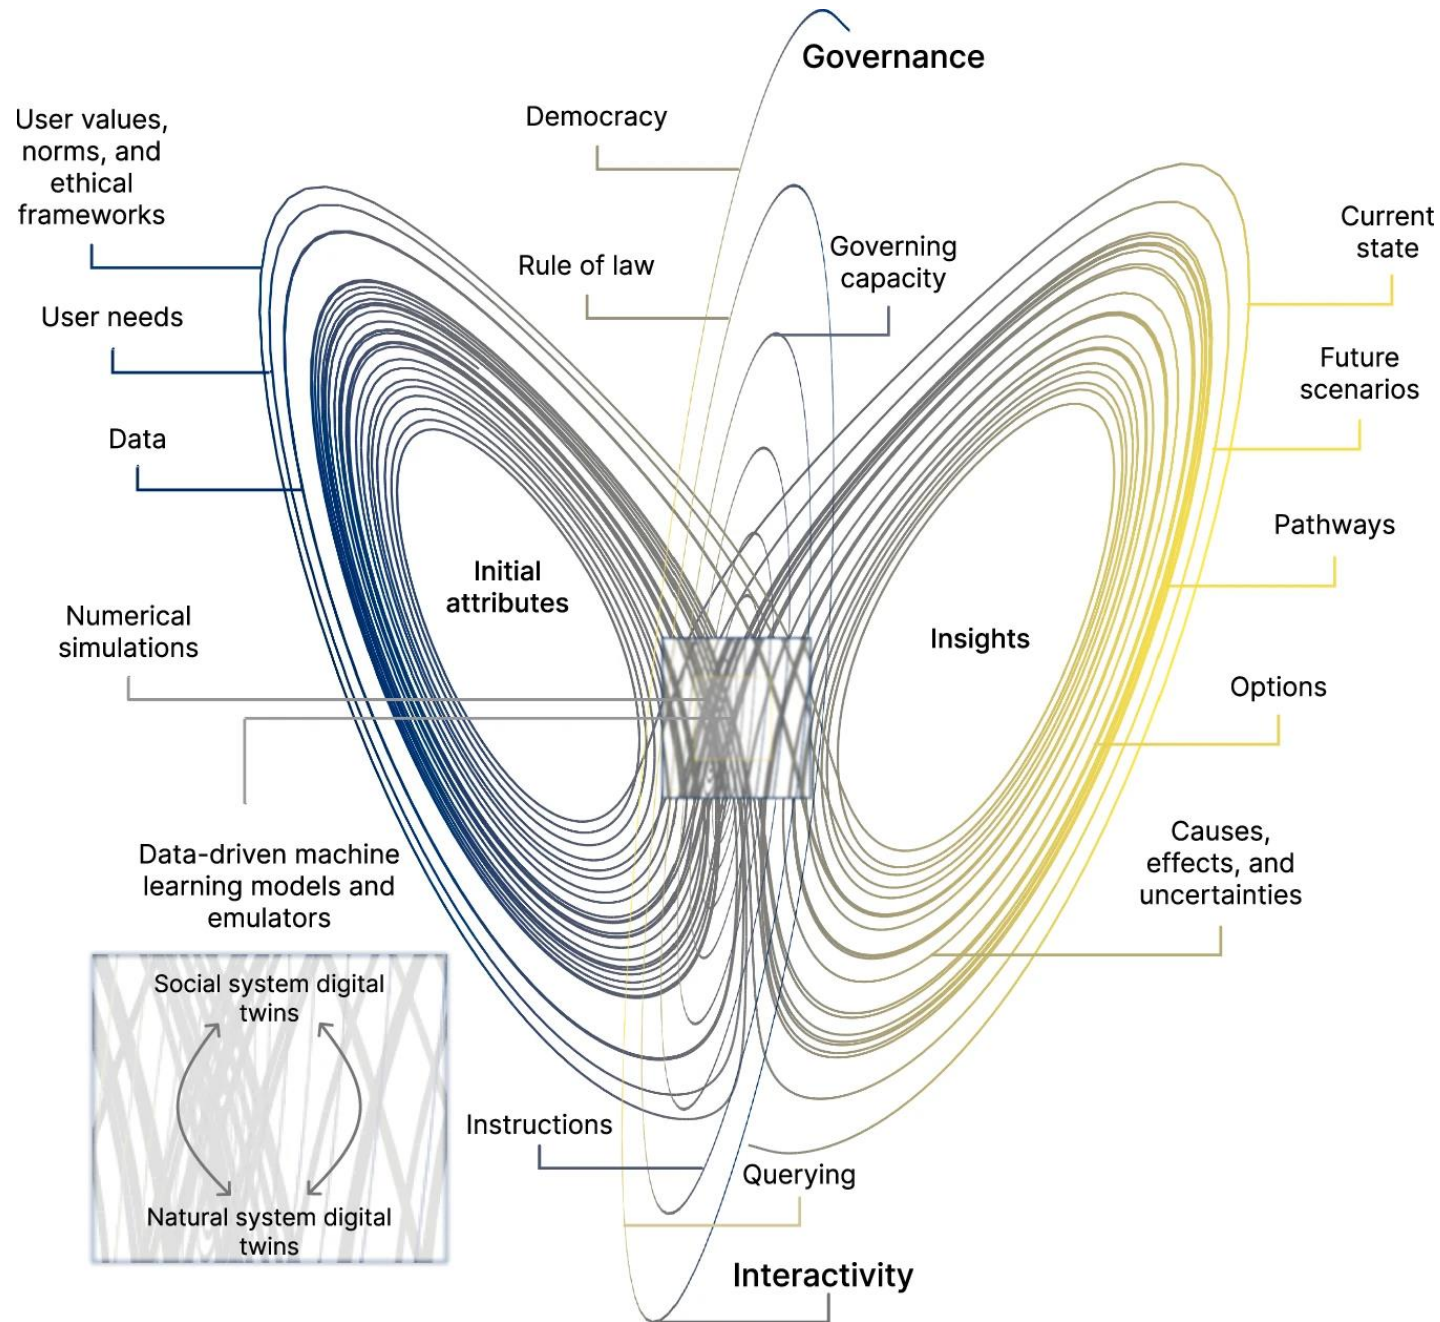 Governance
Democracy
User values,
norms, and
ethical
frameworks
Rule of law
Governing
capacity
Current
state
User needs
Future
scenarios
Data
Pathways
Initial
attributes
Insights
Numerical
simulations
Options
Data-driven machine
learning models and
emulators
Causes,
effects, and
uncertainties
Social system digital
twins
Natural system digital
twins
Instructions
Querying
Interactivity